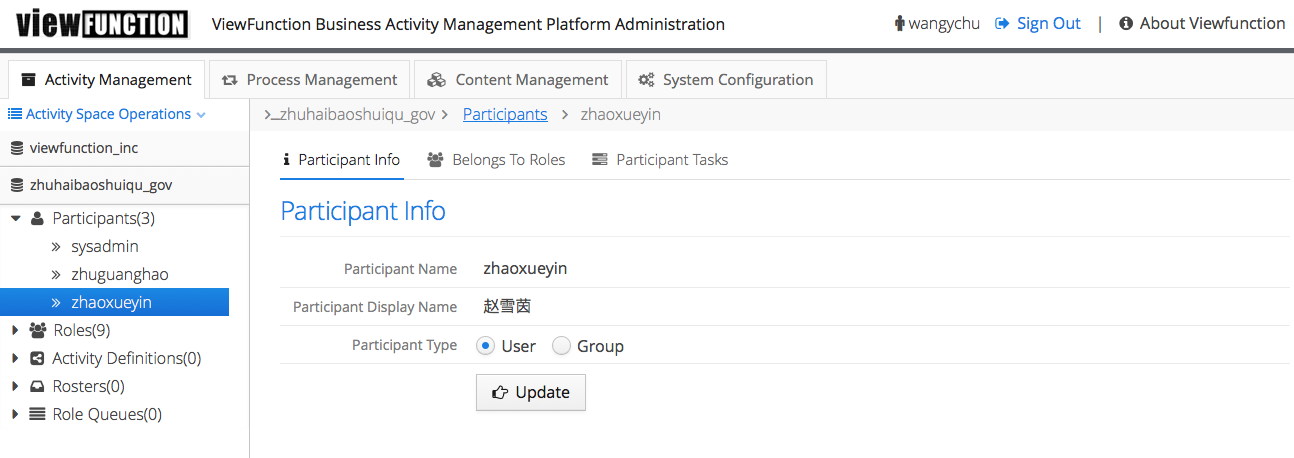 viewFUNCTION ViewFunction Business Activity Management Platform Administration wangychu Sign Out | About Viewfunction
Activity Management Process Management Content Management System Configuration
Activity Space Operations
>_zhuhaibaoshuiqu_gov > Participants > zhaoxueyin
viewfunction_inc
zhuhaibaoshuiqu_gov
Participants(3)
sysadmin
zhuguanghao
zhaoxueyin
Roles(9)
Activity Definitions(0)
Rosters(0)
Role Queues(0)
Participant Info Belongs To Roles Participant Tasks
Participant Info
Participant Name zhaoxueyin
Participant Display Name 赵雪茵
Participant Type User Group
Update